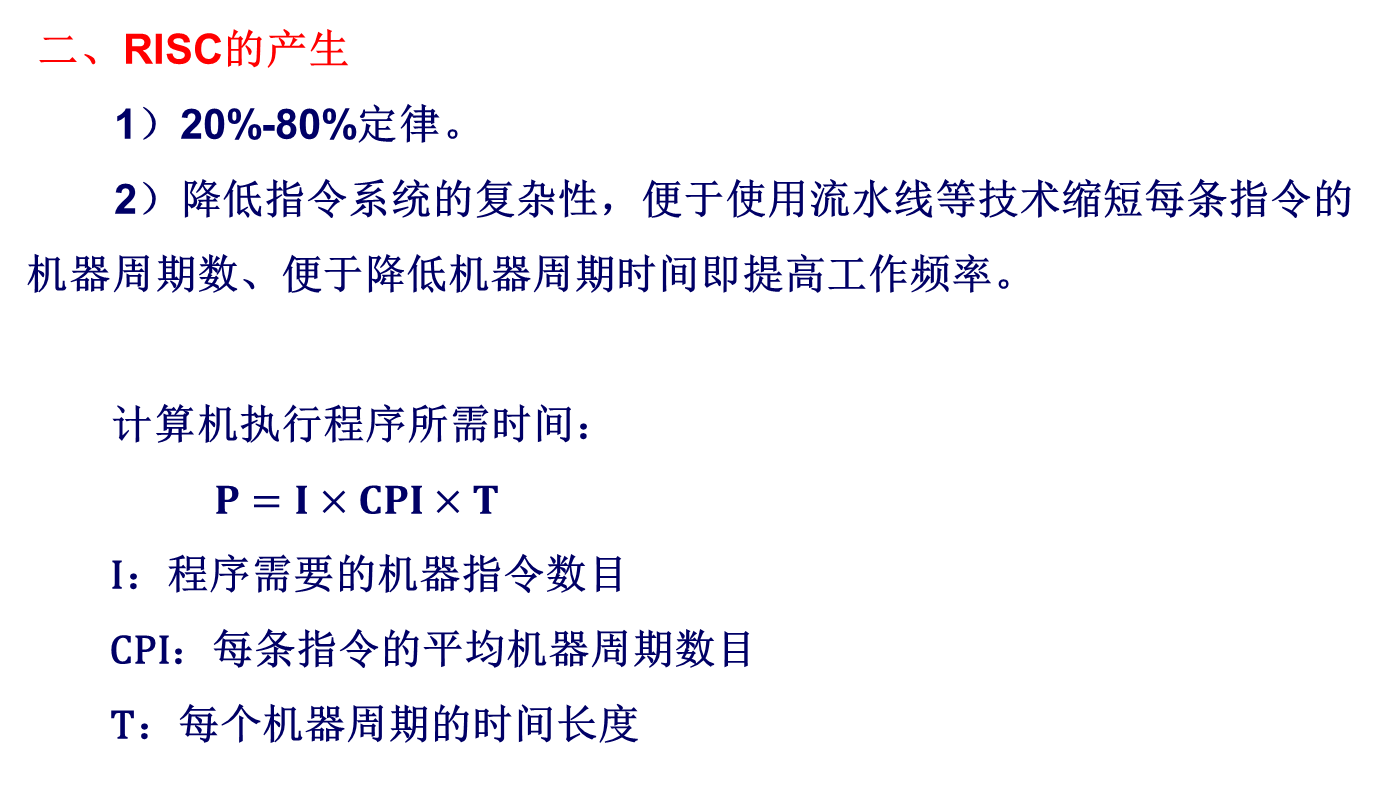 二、RISC的产生
1）20%-80%定律。
2）降低指令系统的复杂性，便于使用流水线等技术缩短每条指令的
机器周期数、便于降低机器周期时间即提高工作频率。
计算机执行程序所需时间：
P = I × CPI × T
I：程序需要的机器指令数目
CPI：每条指令的平均机器周期数目
T：每个机器周期的时间长度